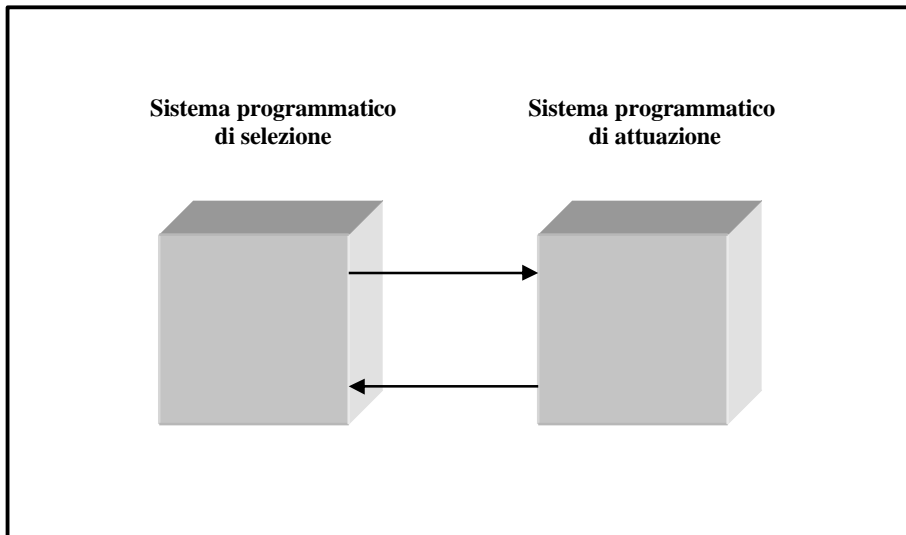 Sistema programmatico
di selezione
Sistema programmatico
di attuazione